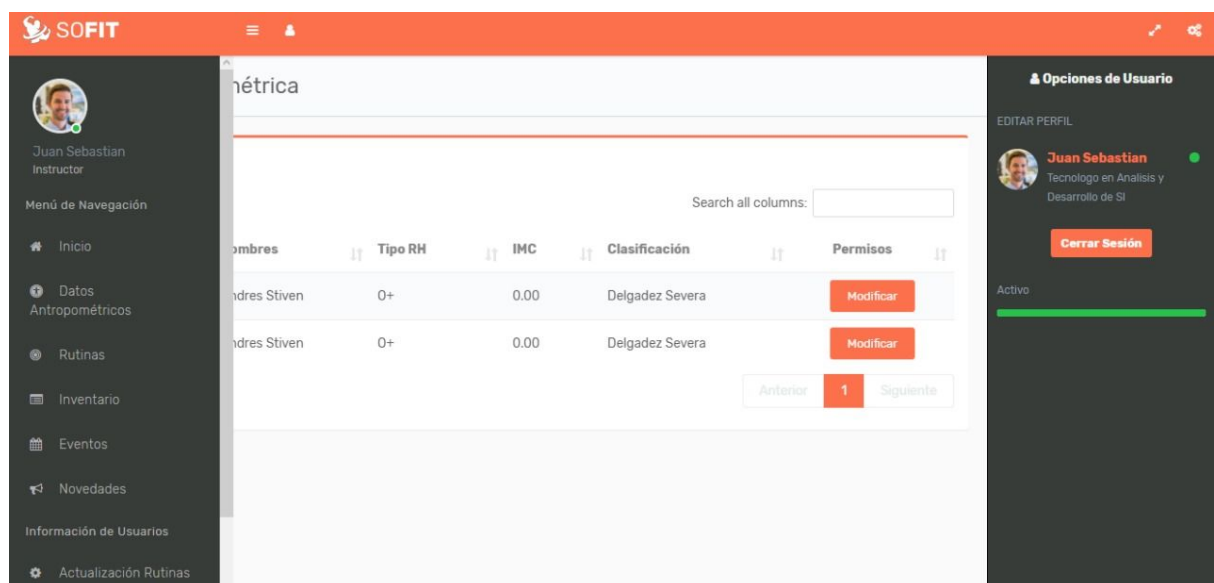 SOFIT
nétrica
Juan Sebastian
Instructor
Menú de Navegación
Inicio
Datos
Antropométricos
Rutinas
Inventario
Eventos
Novedades
Información de Usuarios
Actualización Rutinas
Search all columns:
ombres Tipo RH IMC Clasificación Permisos
ndres Stiven O+ 0.00 Delgadez Severa Modificar
ndres Stiven O+ 0.00 Delgadez Severa Modificar
Anterior 1 Siguiente
Opciones de Usuario
EDITAR PERFIL
Juan Sebastian
Tecnologo en Analisis y
Desarrollo de SI
Cerrar Sesión
Activo